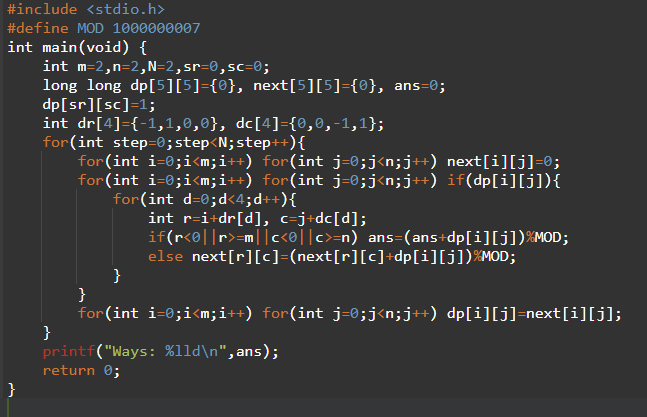 #include <stdio.h>
#define MOD 1000000007
int main(void) {
    int m=2,n=2,N=2,sr=0,sc=0;
    long long dp[5][5]={0}, next[5][5]={0}, ans=0;
    dp[sr][sc]=1;
    int dr[4]={-1,1,0,0}, dc[4]={0,0,-1,1};
    for(int step=0;step<N;step++){
        for(int i=0;i<m;i++) for(int j=0;j<n;j++) next[i][j]=0;
        for(int i=0;i<m;i++) for(int j=0;j<n;j++) if(dp[i][j]){
            for(int d=0;d<4;d++){
                int r=i+dr[d], c=j+dc[d];
                if(r<0||r>=m||c<0||c>=n) ans=(ans+dp[i][j])%MOD;
                else next[r][c]=(next[r][c]+dp[i][j])%MOD;
            }
        }
        for(int i=0;i<m;i++) for(int j=0;j<n;j++) dp[i][j]=next[i][j];
    }
    printf("Ways: %lld\n",ans);
    return 0;
}